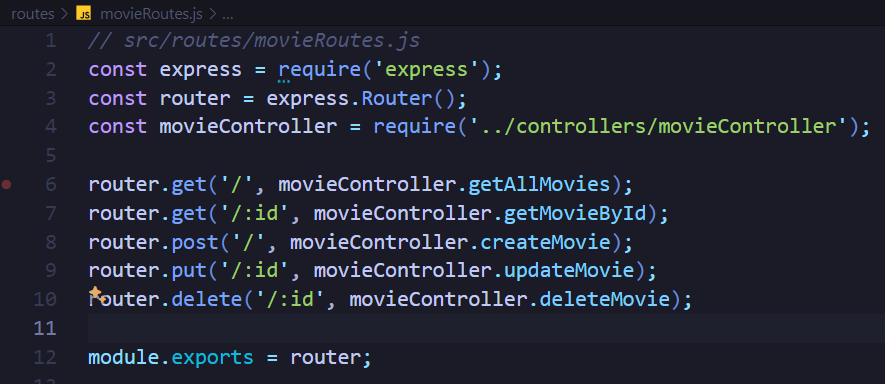 routes > JS movieRoutes.js > ...
1 // src/routes/movieRoutes.js
2 const express = require('express');
3 const router = express.Router();
4 const movieController = require('../controllers/movieController');
5
6 router.get('/', movieController.getAllMovies);
7 router.get('/:id', movieController.getMovieById);
8 router.post('/', movieController.createMovie);
9 router.put('/:id', movieController.updateMovie);
10 router.delete('/:id', movieController.deleteMovie);
11
12 module.exports = router;